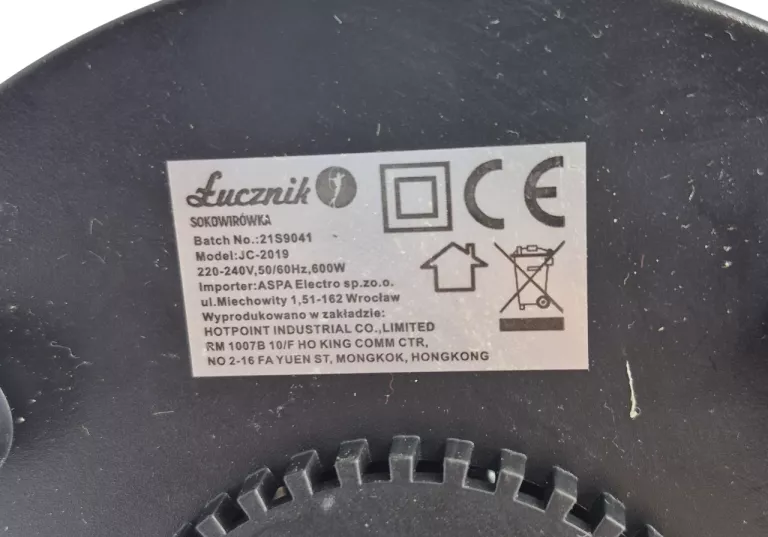 Łucznik
SOKOWIRÓWKA
Batch No.:21S9041
Model:JC-2019
220-240V,50/60Hz,600W
Importer:ASPA Electro sp.zo.o.
ul.Miechowity 1,51-162 Wrocław
Wyprodukowano w zakładzie:
HOTPOINT INDUSTRIAL CO.,LIMITED
RM 1007B 10/F HO KING COMM CTR,
NO 2-16 FA YUEN ST, MONGKOK, HONGKONG
CE